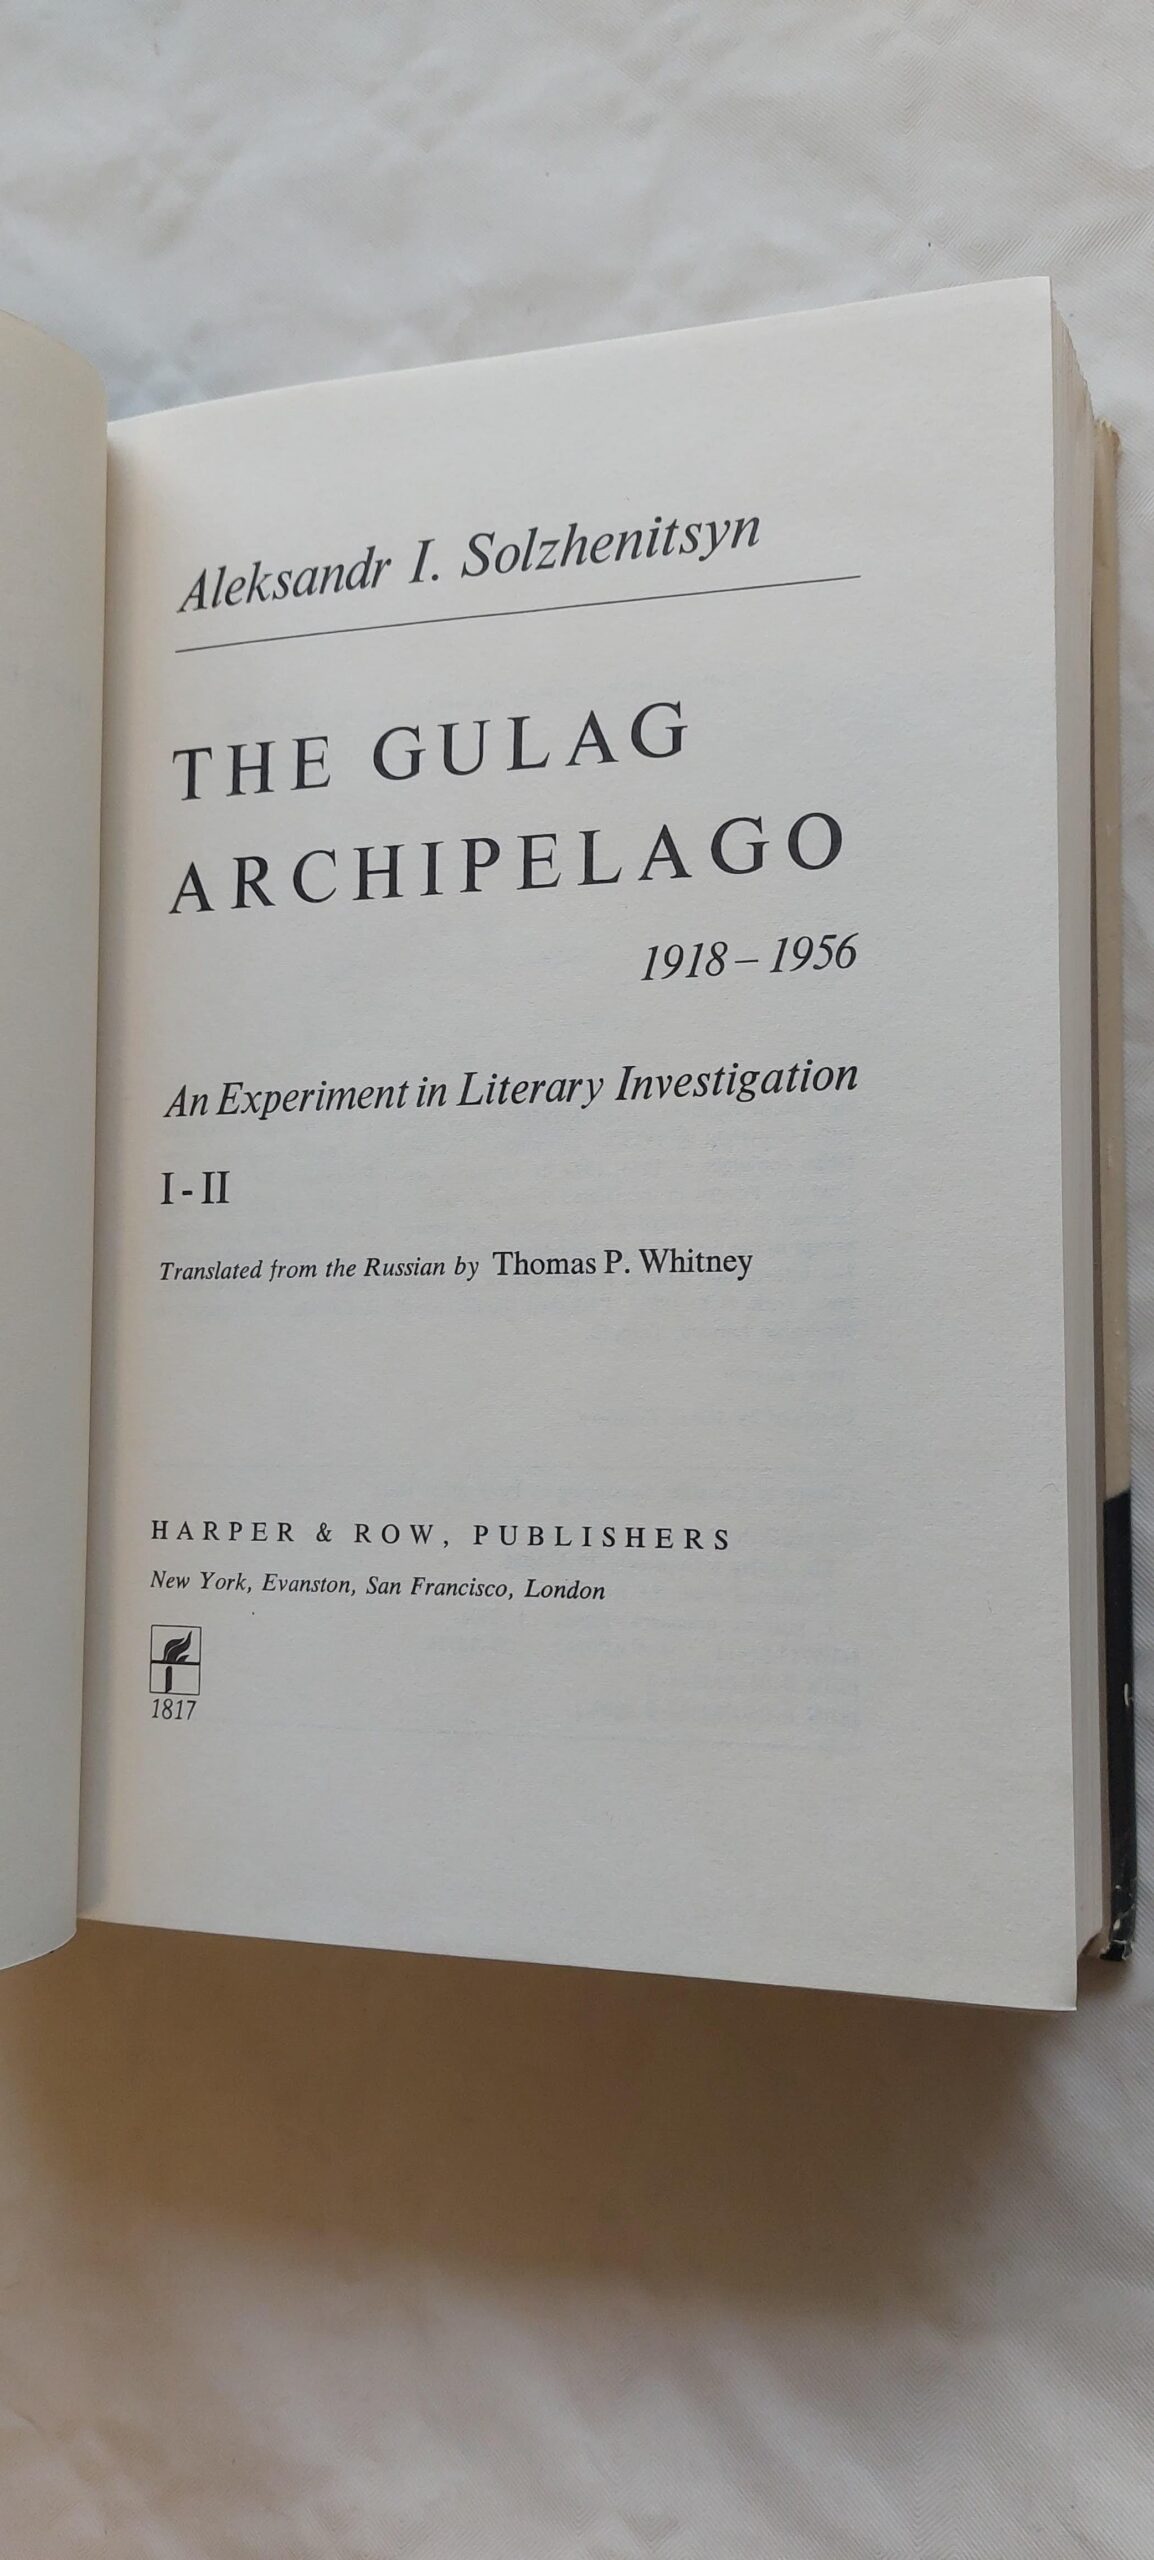 Aleksandr I. Solzhenitsyn
THE GULAG
ARCHIPELAGO
1918–1956
An Experiment in Literary Investigation
I-II
Translated from the Russian by Thomas P. Whitney
HARPER & ROW, PUBLISHERS
New York, Evanston, San Francisco, London
1817